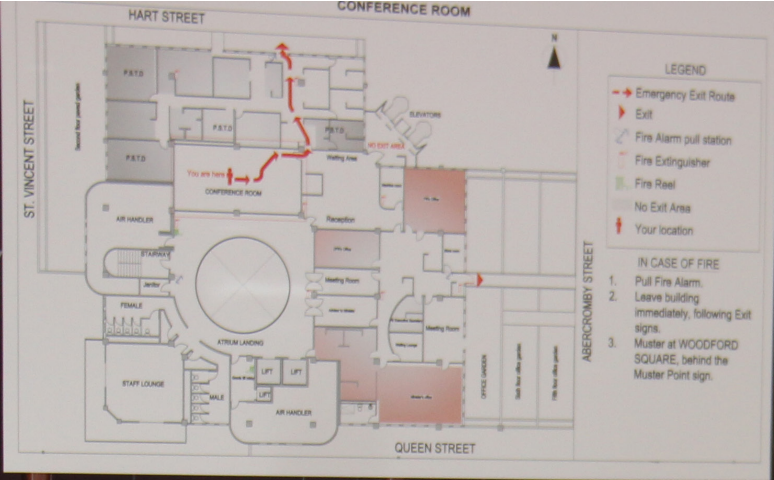 CONFERENCE ROOM
HART STREET
N
LEGEND
Emergency Exit Route
Exit
Fire Alarm pull station
Fire Extinguisher
Fire Reel
No Exit Area
Your location
IN CASE OF FIRE
1. Pull Fire Alarm.
2. Leave building
immediately, following Exit
signs.
3. Muster at WOODFORD
SQUARE, behind the
Muster Point sign.
ST. VINCENT STREET
ABERCROMBY STREET
QUEEN STREET
P.S.T.D
P.S.T.D
P.S.T.D
P.S.T.D
ELEVATORS
NO EXIT AREA
Waiting Area
You are here
CONFERENCE ROOM
AIR HANDLER
Reception
STAIRWAY
Janitor
Meeting Room
FEMALE
ATRIUM LANDING
Meeting Room
STAFF LOUNGE
MALE
LIFT
LIFT
LIFT
AIR HANDLER
OFFICE GARDEN